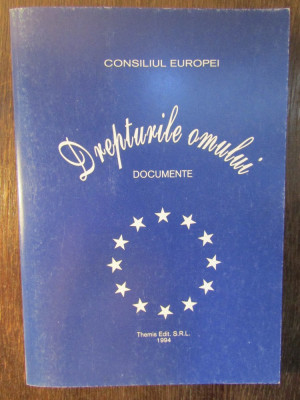 CONSILIUL EUROPEI
Drepturile omului
DOCUMENTE
Themis Edit. S.R.L.
1994